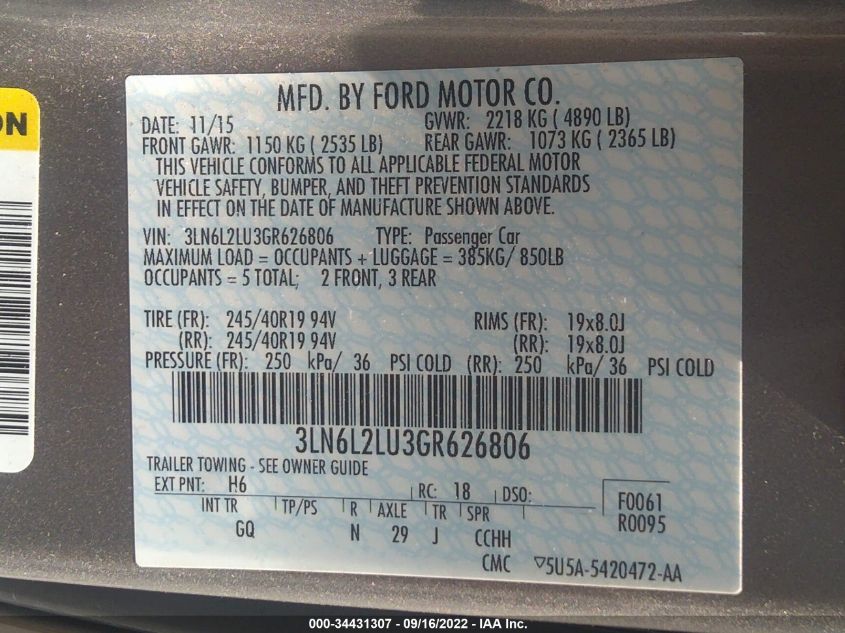 ON
MFD. BY FORD MOTOR CO.
DATE: 11/15 GVWR: 2218 KG ( 4890 LB)
FRONT GAWR: 1150 KG ( 2535 LB) REAR GAWR: 1073 KG ( 2365 LB)
THIS VEHICLE CONFORMS TO ALL APPLICABLE FEDERAL MOTOR
VEHICLE SAFETY, BUMPER, AND THEFT PREVENTION STANDARDS
IN EFFECT ON THE DATE OF MANUFACTURE SHOWN ABOVE.
VIN: 3LN6L2LU3GR626806 TYPE: Passenger Car
MAXIMUM LOAD = OCCUPANTS + LUGGAGE = 385KG/ 850LB
OCCUPANTS = 5 TOTAL; 2 FRONT, 3 REAR
TIRE (FR): 245/40R19 94V RIMS (FR): 19x8.0J
(RR): 245/40R19 94V (RR): 19x8.0J
PRESSURE (FR): 250 kPa/ 36 PSI COLD (RR): 250 kPa/ 36 PSI COLD
3LN6L2LU3GR626806
TRAILER TOWING - SEE OWNER GUIDE
EXT PNT: H6 RC: 18 DSO: F0061
INT TR TP/PS R AXLE TR SPR R0095
GQ N 29 J CCHH
CMC ▽5U5A-5420472-AA
000-34431307 - 09/16/2022 - IAA Inc.